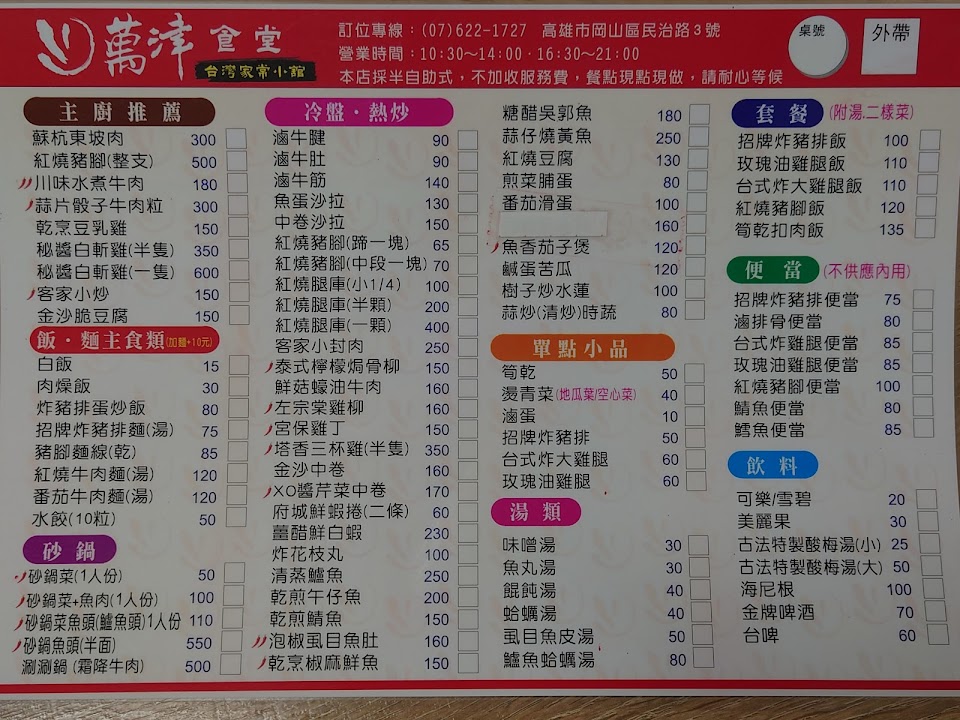 萬津食堂
台灣家常小館
訂位專線：(07)622-1727 高雄市岡山區民治路3號
營業時間：10:30~14:00 · 16:30~21:00
本店採半自助式，不加收服務費，餐點現點現做，請耐心等候
桌號
外帶
主廚推薦
蘇杭東坡肉 300
紅燒豬腳(整支) 500
川味水煮牛肉 180
蒜片骰子牛肉粒 300
乾烹豆乳雞 150
秘醬白斬雞(半隻) 350
秘醬白斬雞(一隻) 600
客家小炒 150
金沙脆豆腐 150
飯·麵主食類(加麵+10元)
白飯 15
肉燥飯 30
炸豬排蛋炒飯 80
招牌炸豬排麵(湯) 75
豬腳麵線(乾) 85
紅燒牛肉麵(湯) 120
番茄牛肉麵(湯) 120
水餃(10粒) 50
砂鍋
砂鍋菜(1人份) 50
砂鍋菜+魚肉(1人份) 100
砂鍋菜魚頭(鱸魚頭)1人份 110
砂鍋魚頭(半面) 550
涮涮鍋(霜降牛肉) 500
冷盤·熱炒
滷牛腱 90
滷牛肚 90
滷牛筋 140
魚蛋沙拉 130
中卷沙拉 150
紅燒豬腳(蹄一塊) 65
紅燒豬腳(中段一塊) 70
紅燒腿庫(小1/4) 100
紅燒腿庫(半顆) 200
紅燒腿庫(一顆) 400
客家小封肉 250
泰式檸檬焗骨柳 150
鮮菇蠔油牛肉 160
左宗棠雞柳 160
宮保雞丁 150
塔香三杯雞(半隻) 350
金沙中卷 160
XO醬芹菜中卷 170
府城鮮蝦捲(二條) 60
薑醋鮮白蝦 230
炸花枝丸 100
清蒸鱸魚 250
乾煎午仔魚 200
乾煎鯖魚 150
泡椒虱目魚肚 160
乾烹椒麻鮮魚 150
糖醋吳郭魚 180
蒜仔燒黃魚 250
紅燒豆腐 130
煎菜脯蛋 80
番茄滑蛋 100
160
魚香茄子煲 120
鹹蛋苦瓜 120
樹子炒水蓮 100
蒜炒(清炒)時蔬 80
單點小品
筍乾 50
燙青菜(地瓜葉/空心菜) 40
滷蛋 10
招牌炸豬排 50
台式炸大雞腿 60
玫瑰油雞腿 60
湯類
味噌湯 30
魚丸湯 30
餛飩湯 40
蛤蠣湯 40
虱目魚皮湯 50
鱸魚蛤蠣湯 80
套餐(附湯.二樣菜)
招牌炸豬排飯 100
玫瑰油雞腿飯 110
台式炸大雞腿飯 110
紅燒豬腳飯 120
筍乾扣肉飯 135
便當(不供應內用)
招牌炸豬排便當 75
滷排骨便當 80
台式炸雞腿便當 85
玫瑰油雞腿便當 85
紅燒豬腳便當 100
鯖魚便當 80
鱈魚便當 85
飲料
可樂/雪碧 20
美麗果 30
古法特製酸梅湯(小) 25
古法特製酸梅湯(大) 50
海尼根 100
金牌啤酒 70
台啤 60